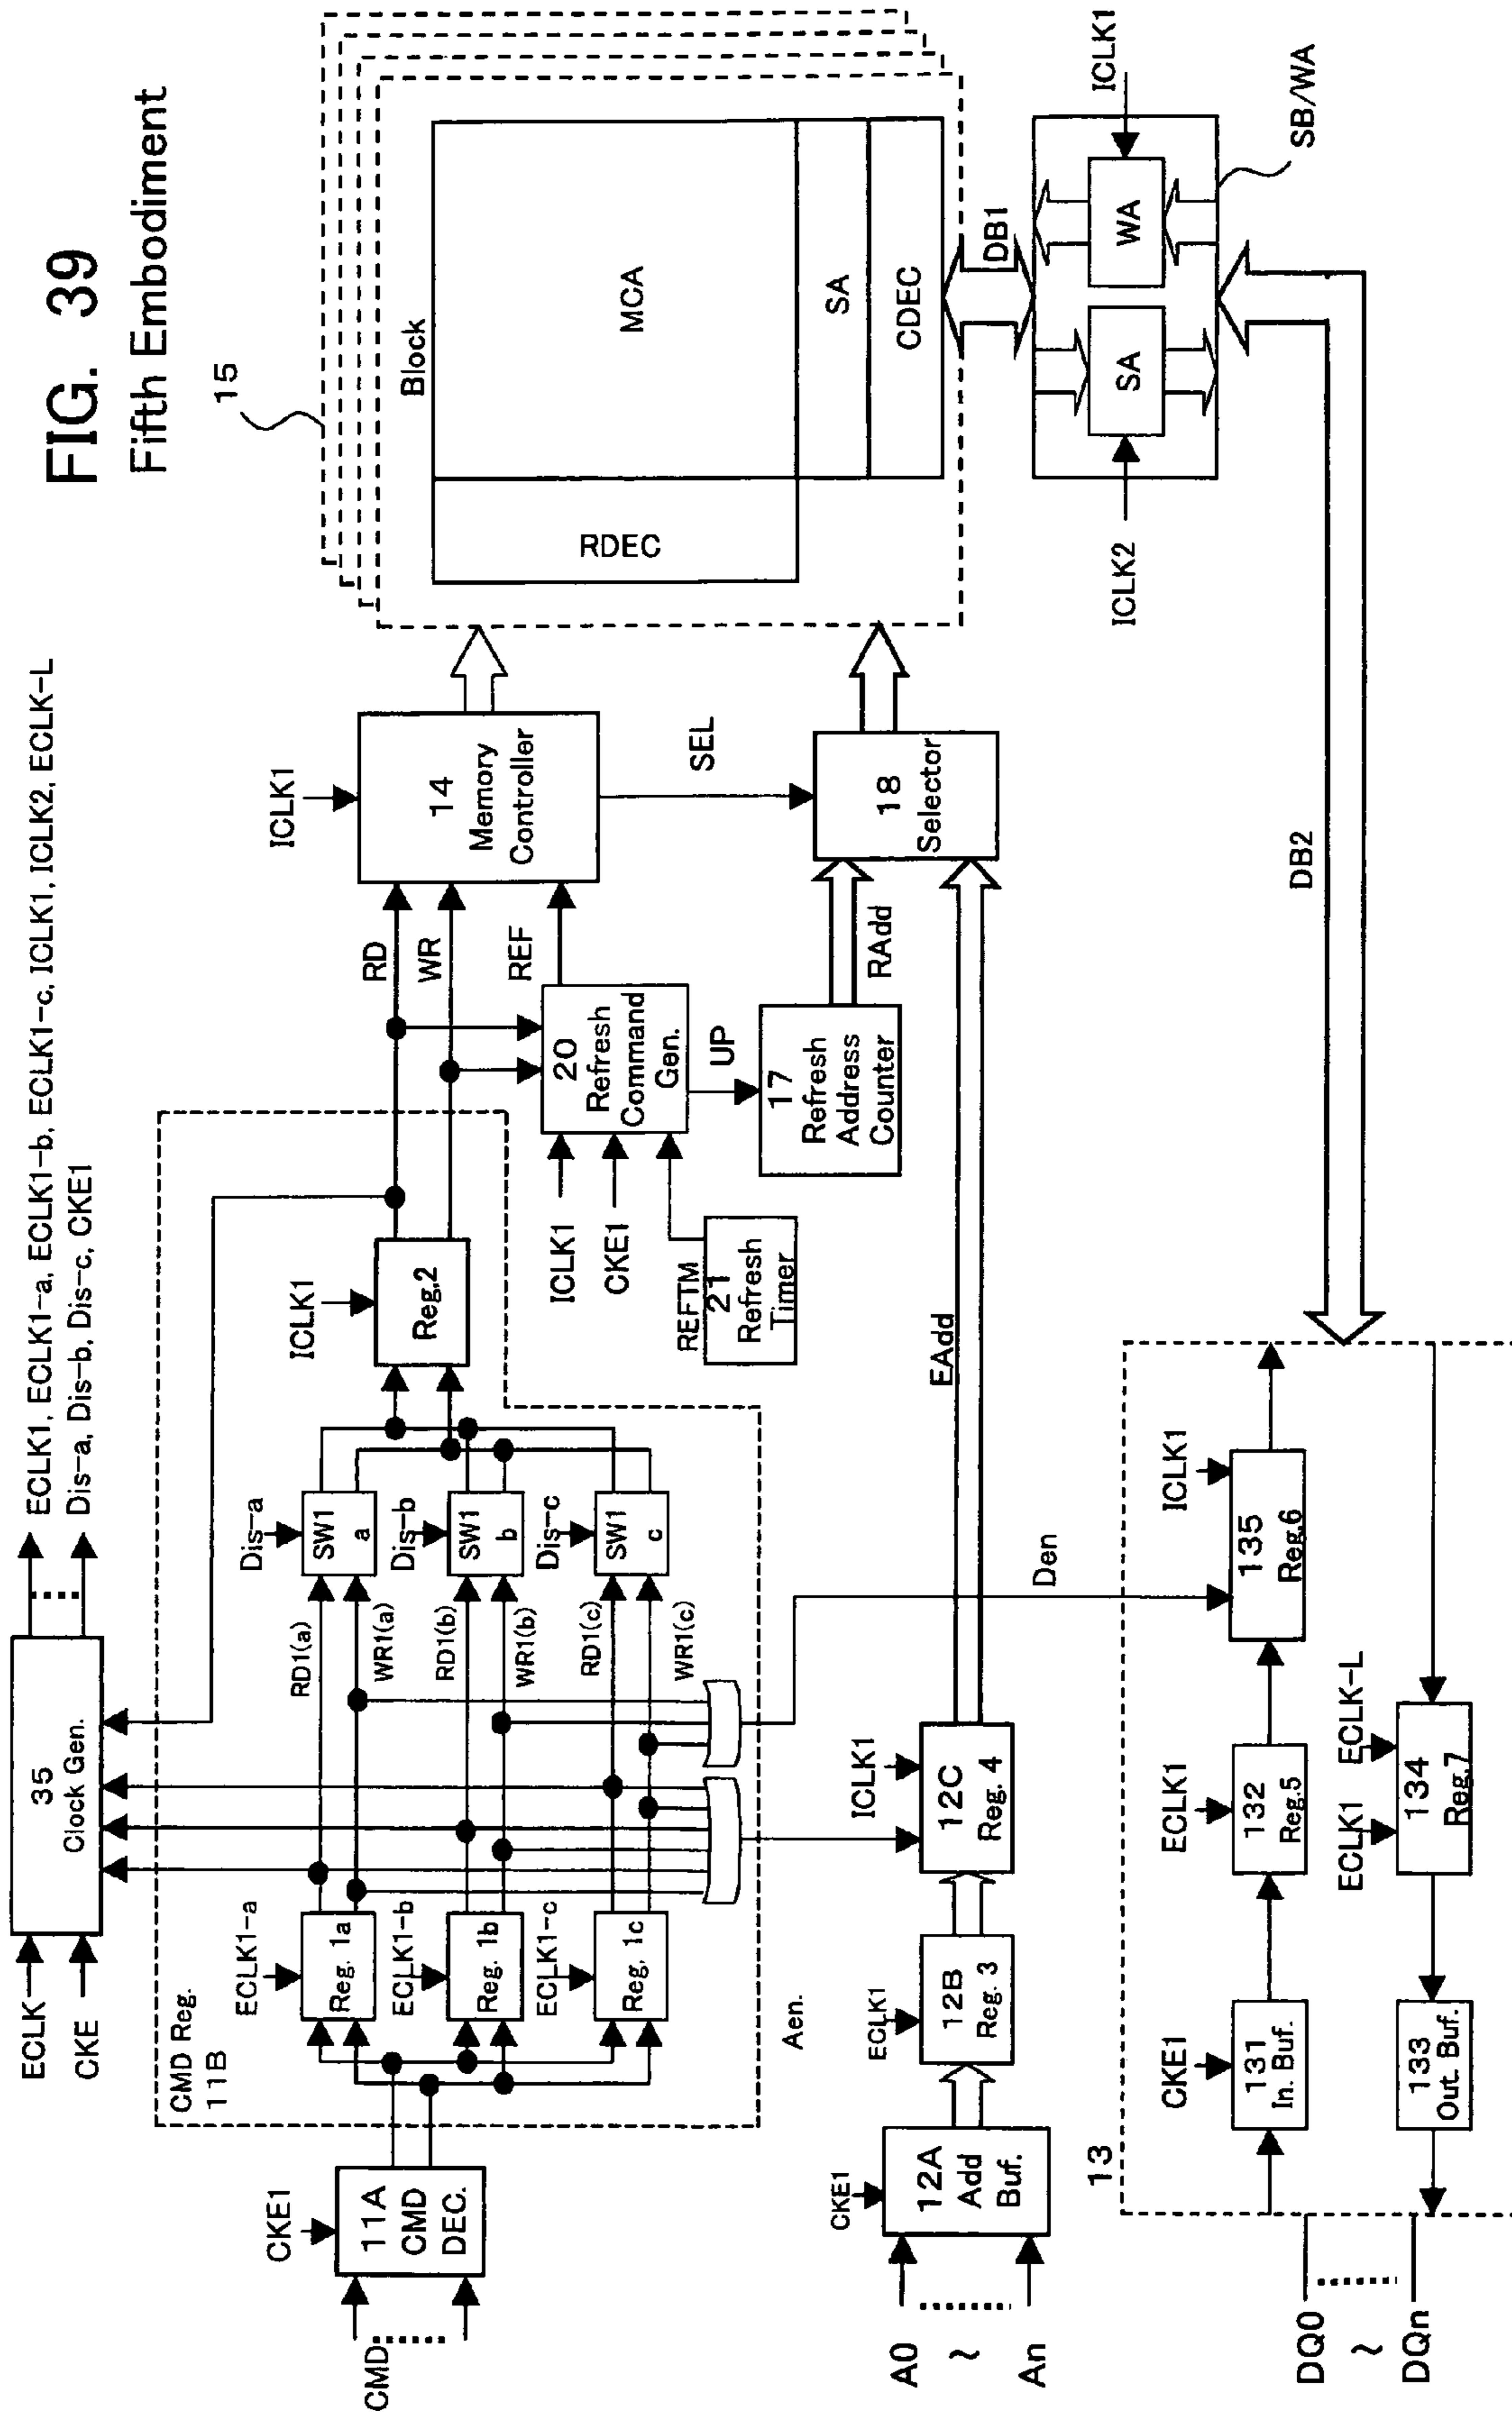 FIG. 39
Fifth Embodiment
ECLK
CKE
35
Clock Gen.
ECLK1, ECLK1-a, ECLK1-b, ECLK1-c, ICLK1, ICLK2, ECLK-L
Dis-a, Dis-b, Dis-c, CKE1
CMD Reg.
11B
CMD
CKE1
11A
CMD
DEC.
ECLK1-a
Reg. 1a
ECLK1-b
Reg. 1b
ECLK1-c
Reg. 1c
RD1(a)
WR1(a)
RD1(b)
WR1(b)
RD1(c)
WR1(c)
Dis-a
SW1
a
Dis-b
SW1
b
Dis-c
SW1
c
ICLK1
Reg.2
RD
WR
REF
ICLK1
14
Memory
Controller
SEL
ICLK1
CKE1
20
Refresh
Command
Gen.
UP
REFTM
21
Refresh
Timer
17
Refresh
Address
Counter
RAdd
18
Selector
15
Block
MCA
RDEC
SA
CDEC
DB1
SA
WA
ICLK2
ICLK1
SB/WA
DB2
Aen.
Den
A0
~
An
CKE1
12A
Add
Buf.
ECLK1
12B
Reg. 3
ICLK1
12C
Reg. 4
EAdd
13
DQ0
~
DQn
CKE1
131
In. Buf.
ECLK1
132
Reg.5
ICLK1
135
Reg.6
133
Out. Buf.
ECLK1
ECLK-L
134
Reg.7